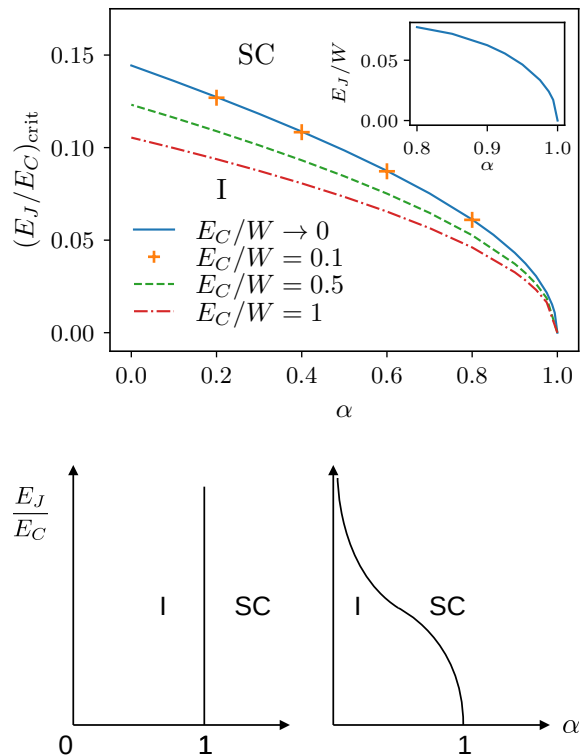 (E_J/E_C)_crit
0.15
0.10
0.05
0.00
SC
I
E_C/W → 0
E_C/W = 0.1
E_C/W = 0.5
E_C/W = 1
0.0 0.2 0.4 0.6 0.8 1.0
α
E_J/W
0.05
0.00
0.8 0.9 1.0
α
E_J
E_C
I SC
0 1
I SC
1 α